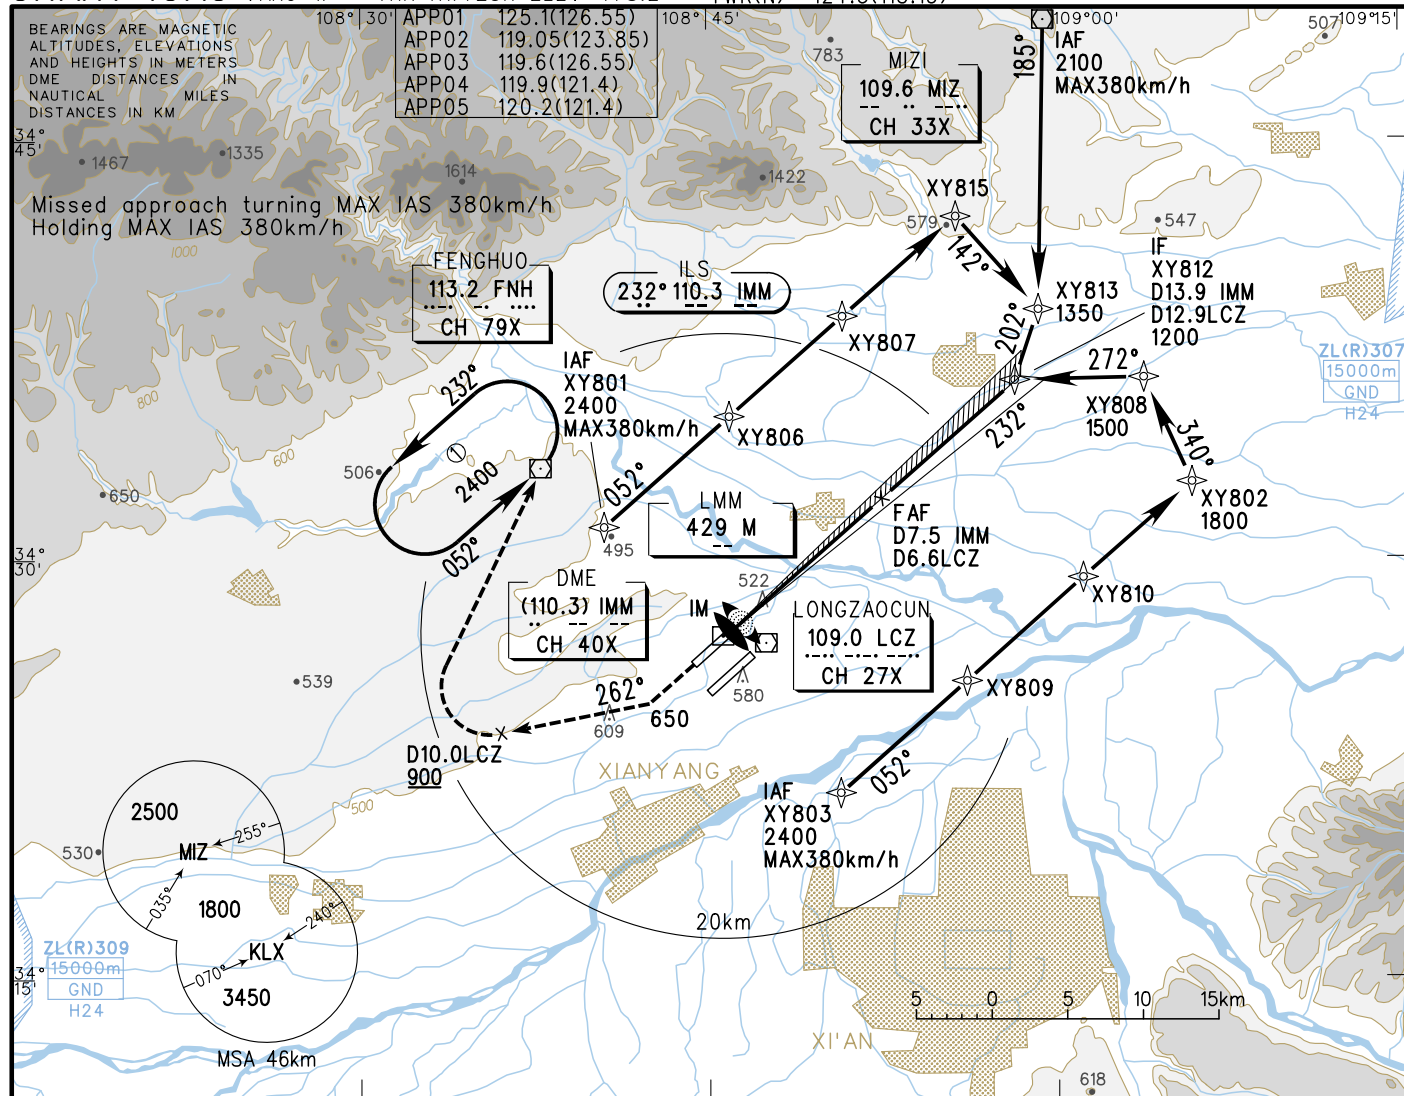 BEARINGS ARE MAGNETIC
ALTITUDES, ELEVATIONS
AND HEIGHTS IN METERS
DME DISTANCES IN
NAUTICAL MILES
DISTANCES IN KM
APP01 125.1(126.55)
APP02 119.05(123.85)
APP03 119.6(126.55)
APP04 119.9(121.4)
APP05 120.2(121.4)
108°30'
108°45'
109°00'
109°15'
507
783
185°
IAF
2100
MAX380km/h
MIZI
109.6 MIZ
CH 33X
34°
45'
1467
1335
1614
1422
Missed approach turning MAX IAS 380km/h
Holding MAX IAS 380km/h
1000
XY815
579
142°
547
IF
XY812
D13.9 IMM
D12.9LCZ
1200
FENGHUO
113.2 FNH
CH 79X
ILS
232° 110.3 IMM
XY813
1350
202°
XY807
ZL(R)307
15000m
GND
H24
272°
XY808
1500
340°
IAF
XY801
2400
MAX380km/h
XY806
232°
232°
800
600
506
1
2400
650
052°
052°
495
LMM
429 M
FAF
D7.5 IMM
D6.6LCZ
XY802
1800
34°
30'
DME
(110.3) IMM
CH 40X
522
IM
LONGZAOCUN
109.0 LCZ
CH 27X
XY810
XY809
539
262°
650
609
580
D10.0LCZ
900
XIANYANG
500
052°
IAF
XY803
2400
MAX380km/h
2500
530
MIZ
255°
035°
1800
240°
KLX
070°
3450
MSA 46km
ZL(R)309
15000m
GND
H24
34°
15'
20km
5 0 5 10 15km
XI'AN
618